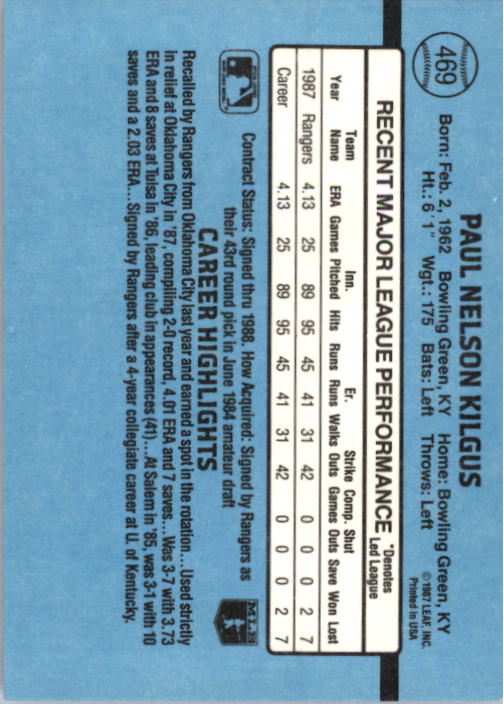 469
PAUL NELSON KILGUS
Born: Feb. 2, 1962 Bowling Green, KY Home: Bowling Green, KY
Ht.: 6'1" Wgt.: 175 Bats: Left Throws: Left
© 1987 LEAF, INC.
Printed in USA
RECENT MAJOR LEAGUE PERFORMANCE *Denotes Led League
Team Inn. Er. Strike Comp. Shut
Year Name ERA Games Pitched Hits Runs Runs Walks Outs Games Outs Save Won Lost
1987 Rangers 4.13 25 89 95 45 41 31 42 0 0 0 2 7
Career 4.13 25 89 95 45 41 31 42 0 0 0 2 7
Contract Status: Signed thru 1988. How Acquired: Signed by Rangers as
their 43rd round pick in June 1984 amateur draft
MLB
CAREER HIGHLIGHTS
Recalled by Rangers from Oklahoma City last year and earned a spot in the rotation...Used strictly
in relief at Oklahoma City in '87, compiling 2-0 record, 4.01 ERA and 7 saves...Was 3-7 with 3.73
ERA and 8 saves at Tulsa in '86, leading club in appearances (41)...At Salem in '85, was 3-1 with 10
saves and a 2.03 ERA...Signed by Rangers after a 4-year collegiate career at U. of Kentucky.